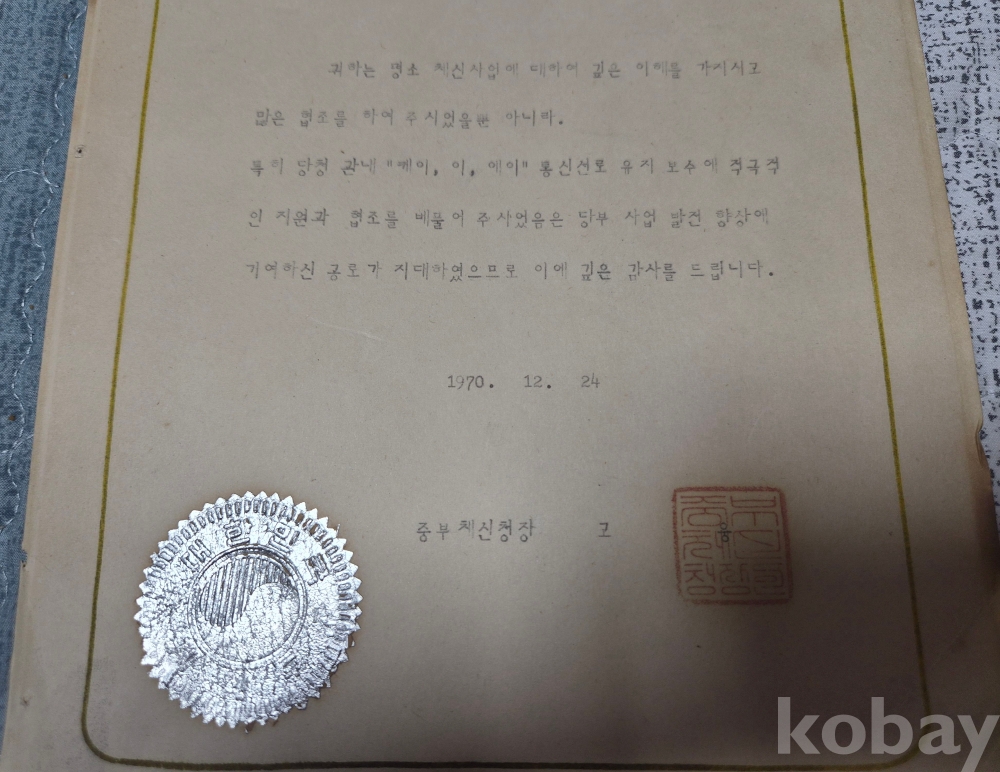 귀하는 평소 체신사업에 대하여 깊은 이해를 가지시고
많은 협조를 하여 주시었을뿐 아니라.
특히 당청 관내 "케이, 이, 에이" 통신선로 유지 보수에 적극적
인 지원과 협조를 베풀어 주시었음은 당부 사업 발전 향상에
기여하신 공로가 지대하였으므로 이에 깊은 감사를 드립니다.
1970. 12. 24
중부체신청장 고
대한민국
kobay